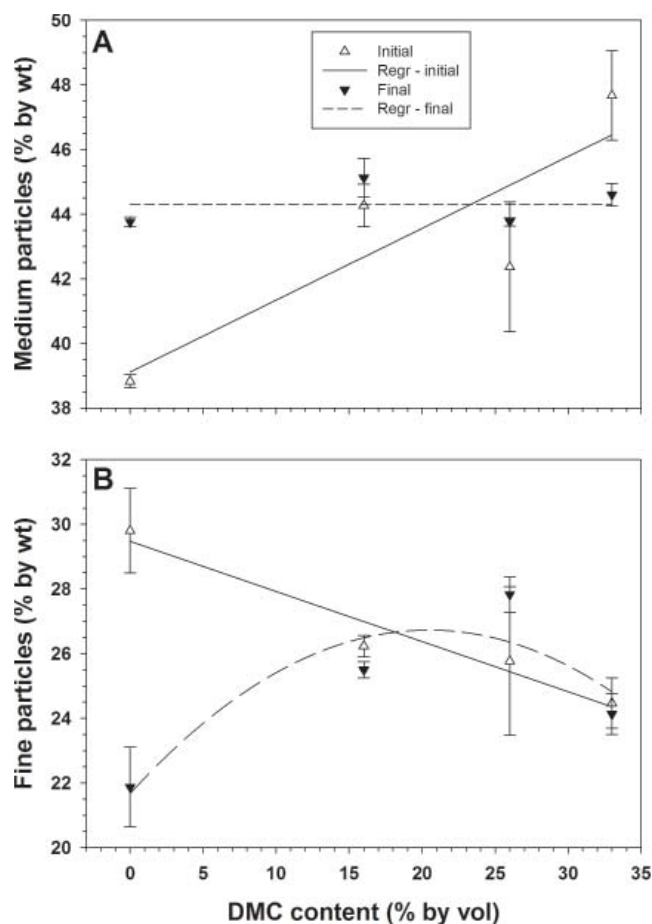 A
Initial
Regr - initial
Final
Regr - final
Medium particles (% by wt)
50
48
46
44
42
40
38
B
Fine particles (% by wt)
32
30
28
26
24
22
20
0 5 10 15 20 25 30 35
DMC content (% by vol)